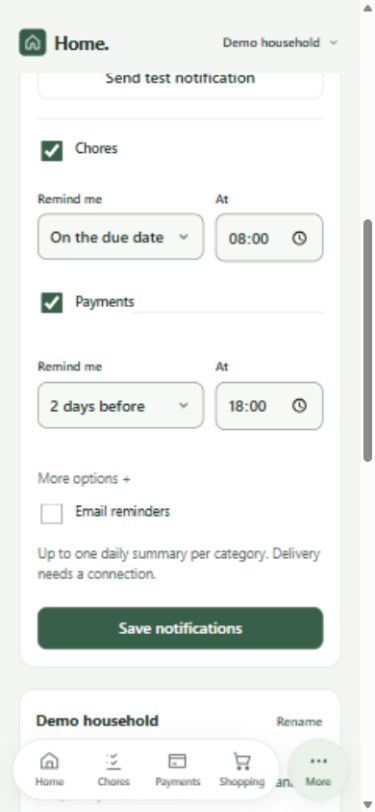 Home.
Demo household
Send test notification
Chores
Remind me
At
On the due date
08:00
Payments
Remind me
At
2 days before
18:00
More options +
Email reminders
Up to one daily summary per category. Delivery
needs a connection.
Save notifications
Demo household
Rename
Home
Chores
Payments
Shopping
More